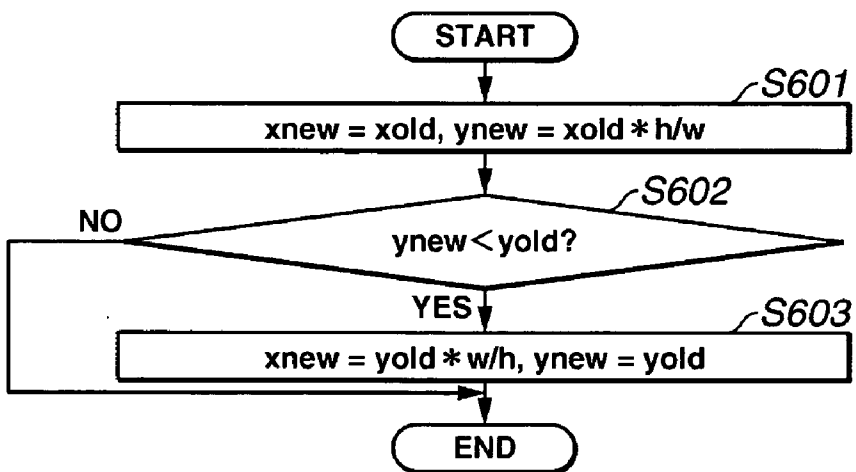 START
S601
xnew = xold, ynew = xold * h/w
S602
NO
ynew < yold?
YES
S603
xnew = yold * w/h, ynew = yold
END